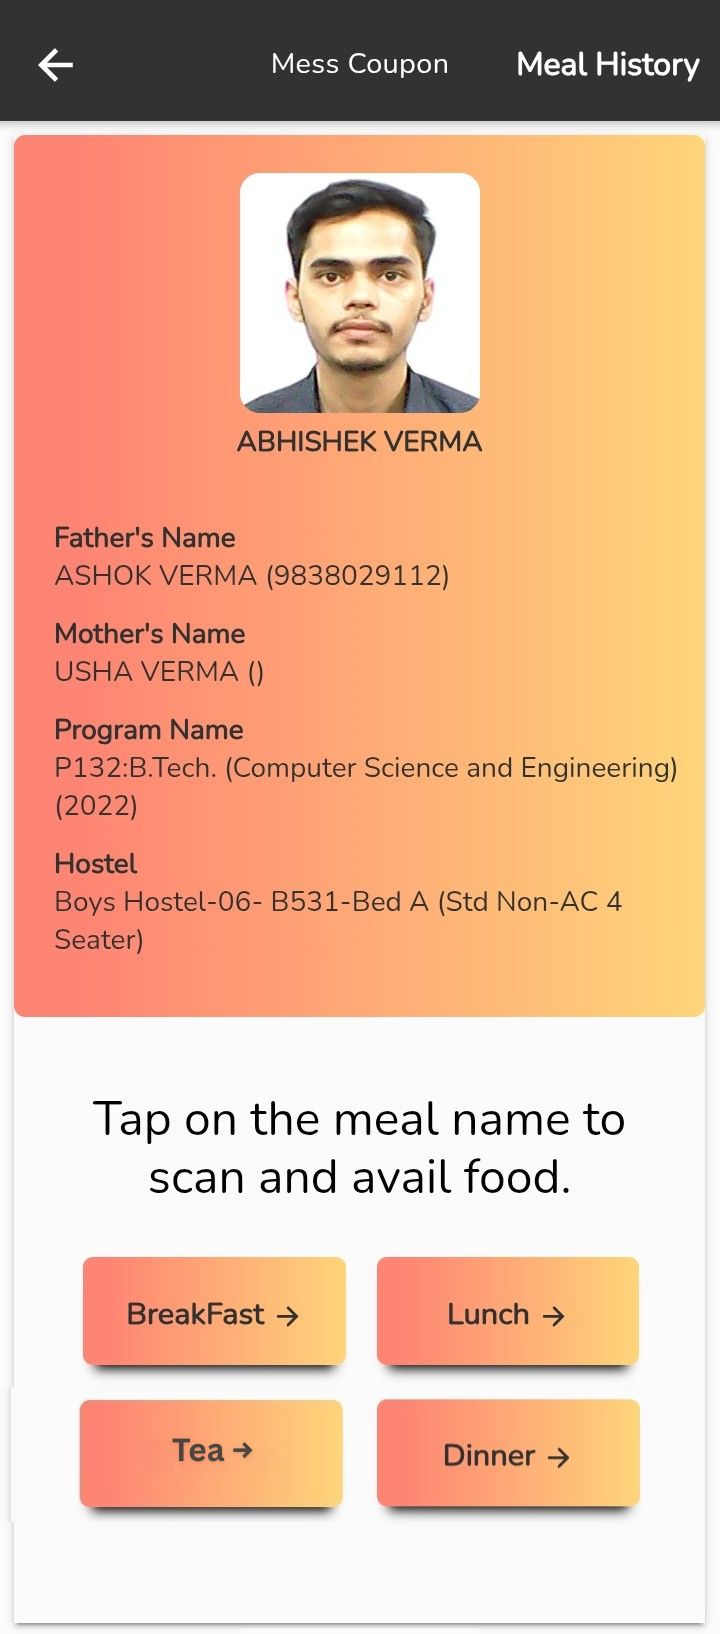 Mess Coupon
Meal History
ABHISHEK VERMA
Father's Name
ASHOK VERMA (9838029112)
Mother's Name
USHA VERMA ()
Program Name
P132:B.Tech. (Computer Science and Engineering)
(2022)
Hostel
Boys Hostel-06- B531-Bed A (Std Non-AC 4
Seater)
Tap on the meal name to
scan and avail food.
BreakFast →
Lunch →
Tea →
Dinner →